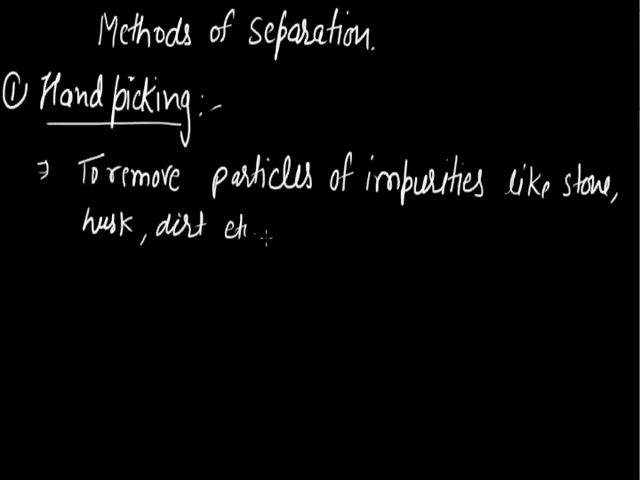 Methods of separation.
① Hand picking :-
⇒ To remove particles of impurities like stone,
husk, dirt etc.